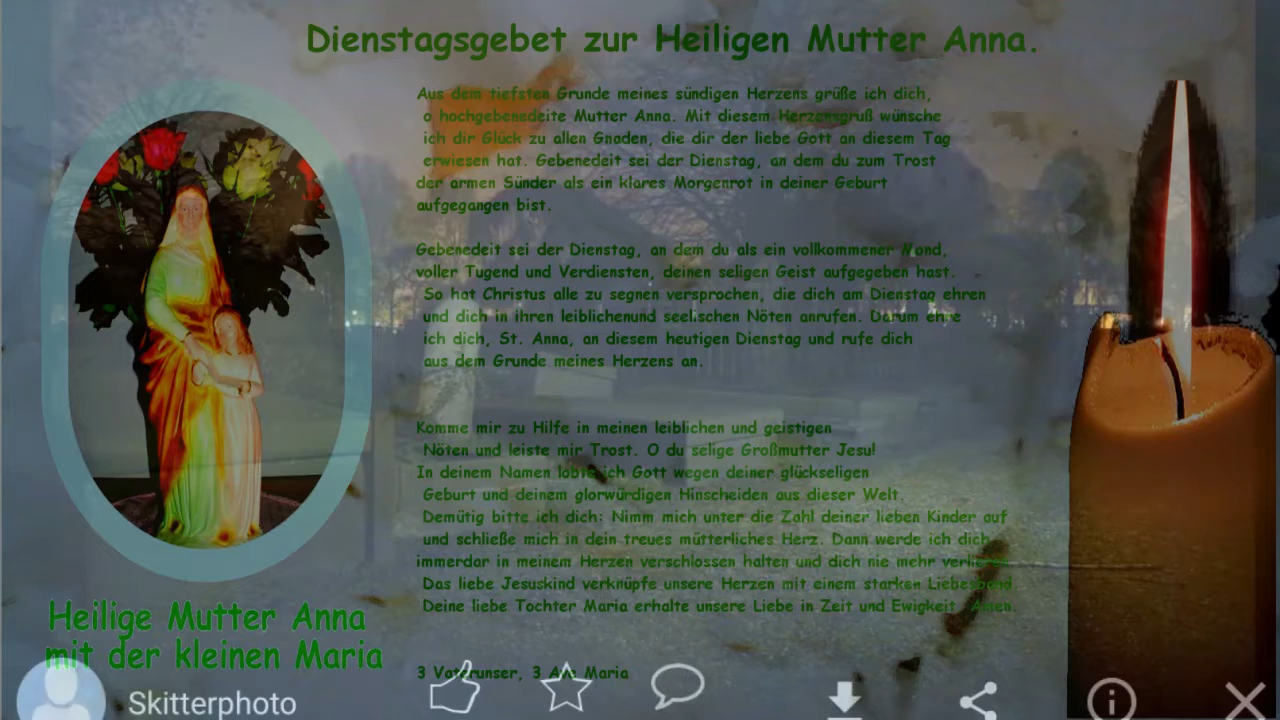 Dienstagsgebet zur Heiligen Mutter Anna.
Aus dem tiefsten Grunde meines sündigen Herzens grüße ich dich,
o hochgebenedeite Mutter Anna. Mit diesem Herzensgruß wünsche
ich dir Glück zu allen Gnaden, die dir der liebe Gott an diesem Tag
erwiesen hat. Gebenedeit sei der Dienstag, an dem du zum Trost
der armen Sünder als ein klares Morgenrot in deiner Geburt
aufgegangen bist.
Gebenedeit sei der Dienstag, an dem du als ein vollkommener Mond,
voller Tugend und Verdiensten, deinen seligen Geist aufgegeben hast.
So hat Christus alle zu segnen versprochen, die dich am Dienstag ehren
und dich in ihren leiblichenund seelischen Nöten anrufen. Darum ehre
ich dich, St. Anna, an diesem heutigen Dienstag und rufe dich
aus dem Grunde meines Herzens an.
Komme mir zu Hilfe in meinen leiblichen und geistigen
Nöten und leiste mir Trost. O du selige Großmutter Jesu!
In deinem Namen lobte ich Gott wegen deiner glückseligen
Geburt und deinem glorwürdigen Hinscheiden aus dieser Welt.
Demütig bitte ich dich: Nimm mich unter die Zahl deiner lieben Kinder auf
und schließe mich in dein treues mütterliches Herz. Dann werde ich dich
immerdar in meinem Herzen verschlossen halten und dich nie mehr verlieren.
Das liebe Jesuskind verknüpfe unsere Herzen mit einem starken Liebesband.
Deine liebe Tochter Maria erhalte unsere Liebe in Zeit und Ewigkeit. Amen.
3 Vaterunser, 3 Ave Maria
Heilige Mutter Anna
mit der kleinen Maria
Skitterphoto